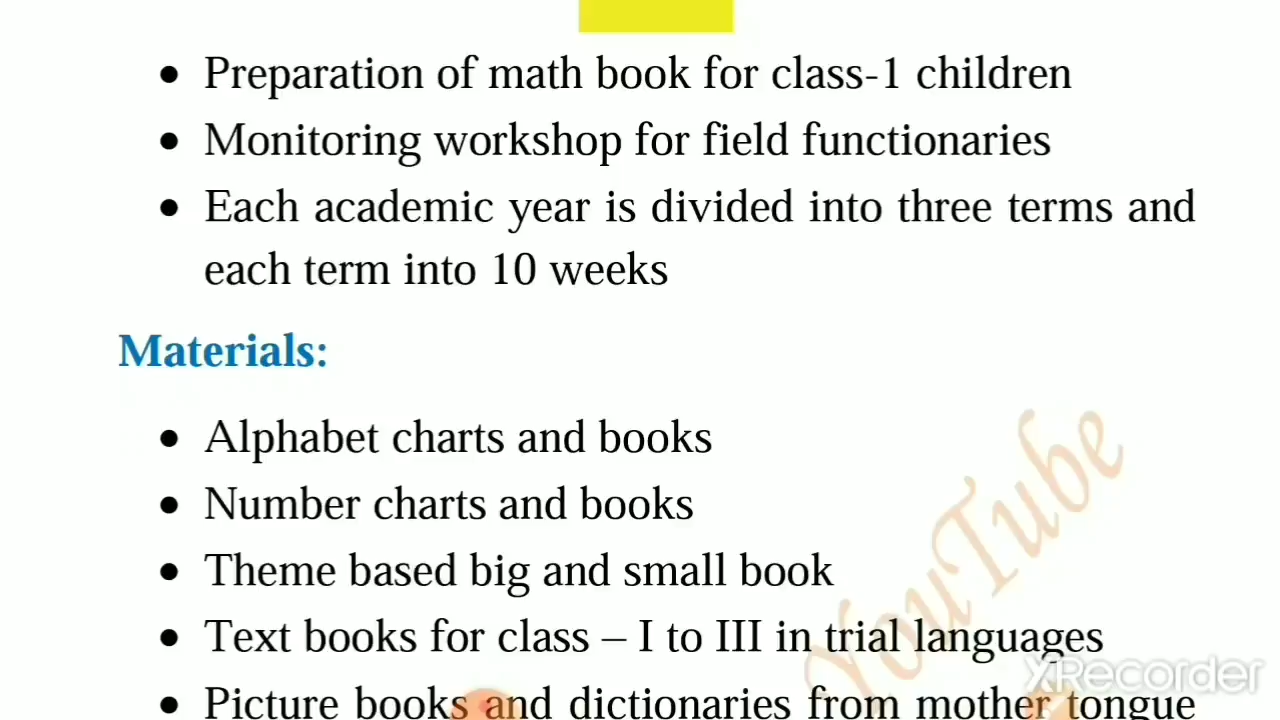 • Preparation of math book for class-1 children
• Monitoring workshop for field functionaries
• Each academic year is divided into three terms and
each term into 10 weeks
Materials:
• Alphabet charts and books
• Number charts and books
• Theme based big and small book
• Text books for class – I to III in trial languages
• Picture books and dictionaries from mother tongue
YouTube
XRecorder